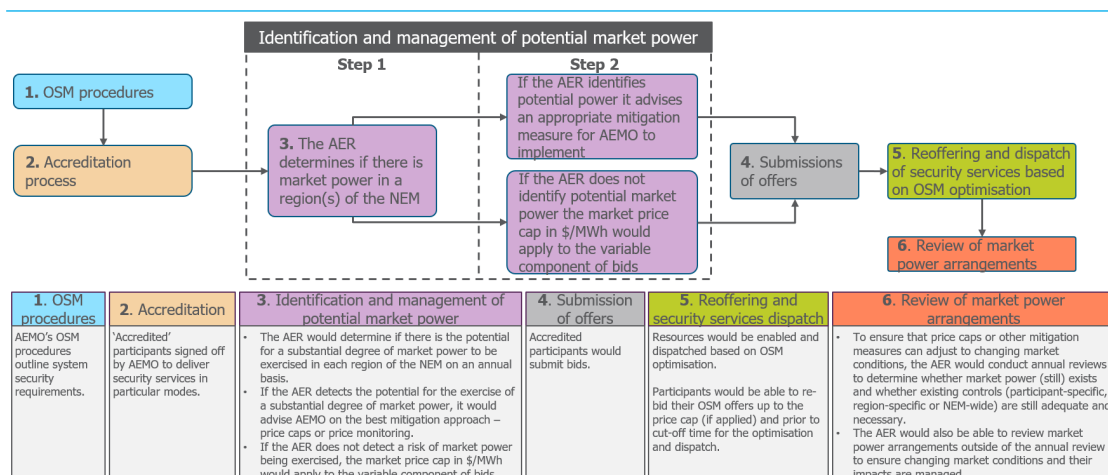 Identification and management of potential market power
Step 1
Step 2
1. OSM procedures
2. Accreditation
process
3. The AER
determines if there is
market power in a
region(s) of the NEM
If the AER identifies
potential power it advises
an appropriate mitigation
measure for AEMO to
implement
If the AER does not
identify potential market
power the market price
cap in $/MWh would
apply to the variable
component of bids
4. Submissions
of offers
5. Reoffering and dispatch
of security services based
on OSM optimisation
6. Review of market
power arrangements
1. OSM
procedures
AEMO's OSM
procedures
outline system
security
requirements.
2. Accreditation
'Accredited'
participants signed off
by AEMO to deliver
security services in
particular modes.
3. Identification and management of
potential market power
• The AER would determine if there is the potential
for a substantial degree of market power to be
exercised in each region of the NEM on an annual
basis.
• If the AER detects the potential for the exercise of
a substantial degree of market power, it would
advise AEMO on the best mitigation approach –
price caps or price monitoring.
• If the AER does not detect a risk of market power
being exercised, the market price cap in $/MWh
would apply to the variable component of bids
4. Submission
of offers
Accredited
participants would
submit bids.
5. Reoffering and
security services dispatch
Resources would be enabled and
dispatched based on OSM
optimisation.
Participants would be able to re-
bid their OSM offers up to the
price cap (if applied) and prior to
cut-off time for the optimisation
and dispatch.
6. Review of market power
arrangements
• To ensure that price caps or other mitigation
measures can adjust to changing market
conditions, the AER would conduct annual reviews
to determine whether market power (still) exists
and whether existing controls (participant-specific,
region-specific or NEM-wide) are still adequate and
necessary.
• The AER would also be able to review market
power arrangements outside of the annual review
to ensure changing market conditions and their
impacts are managed.